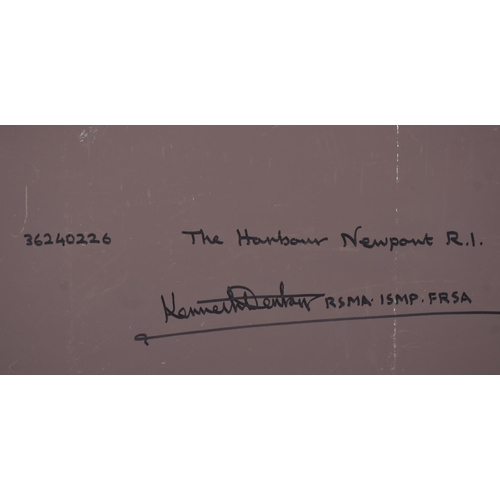 36240226 The Harbour Newport R.I.
Kenneth Denton RSMA. ISMP. FRSA